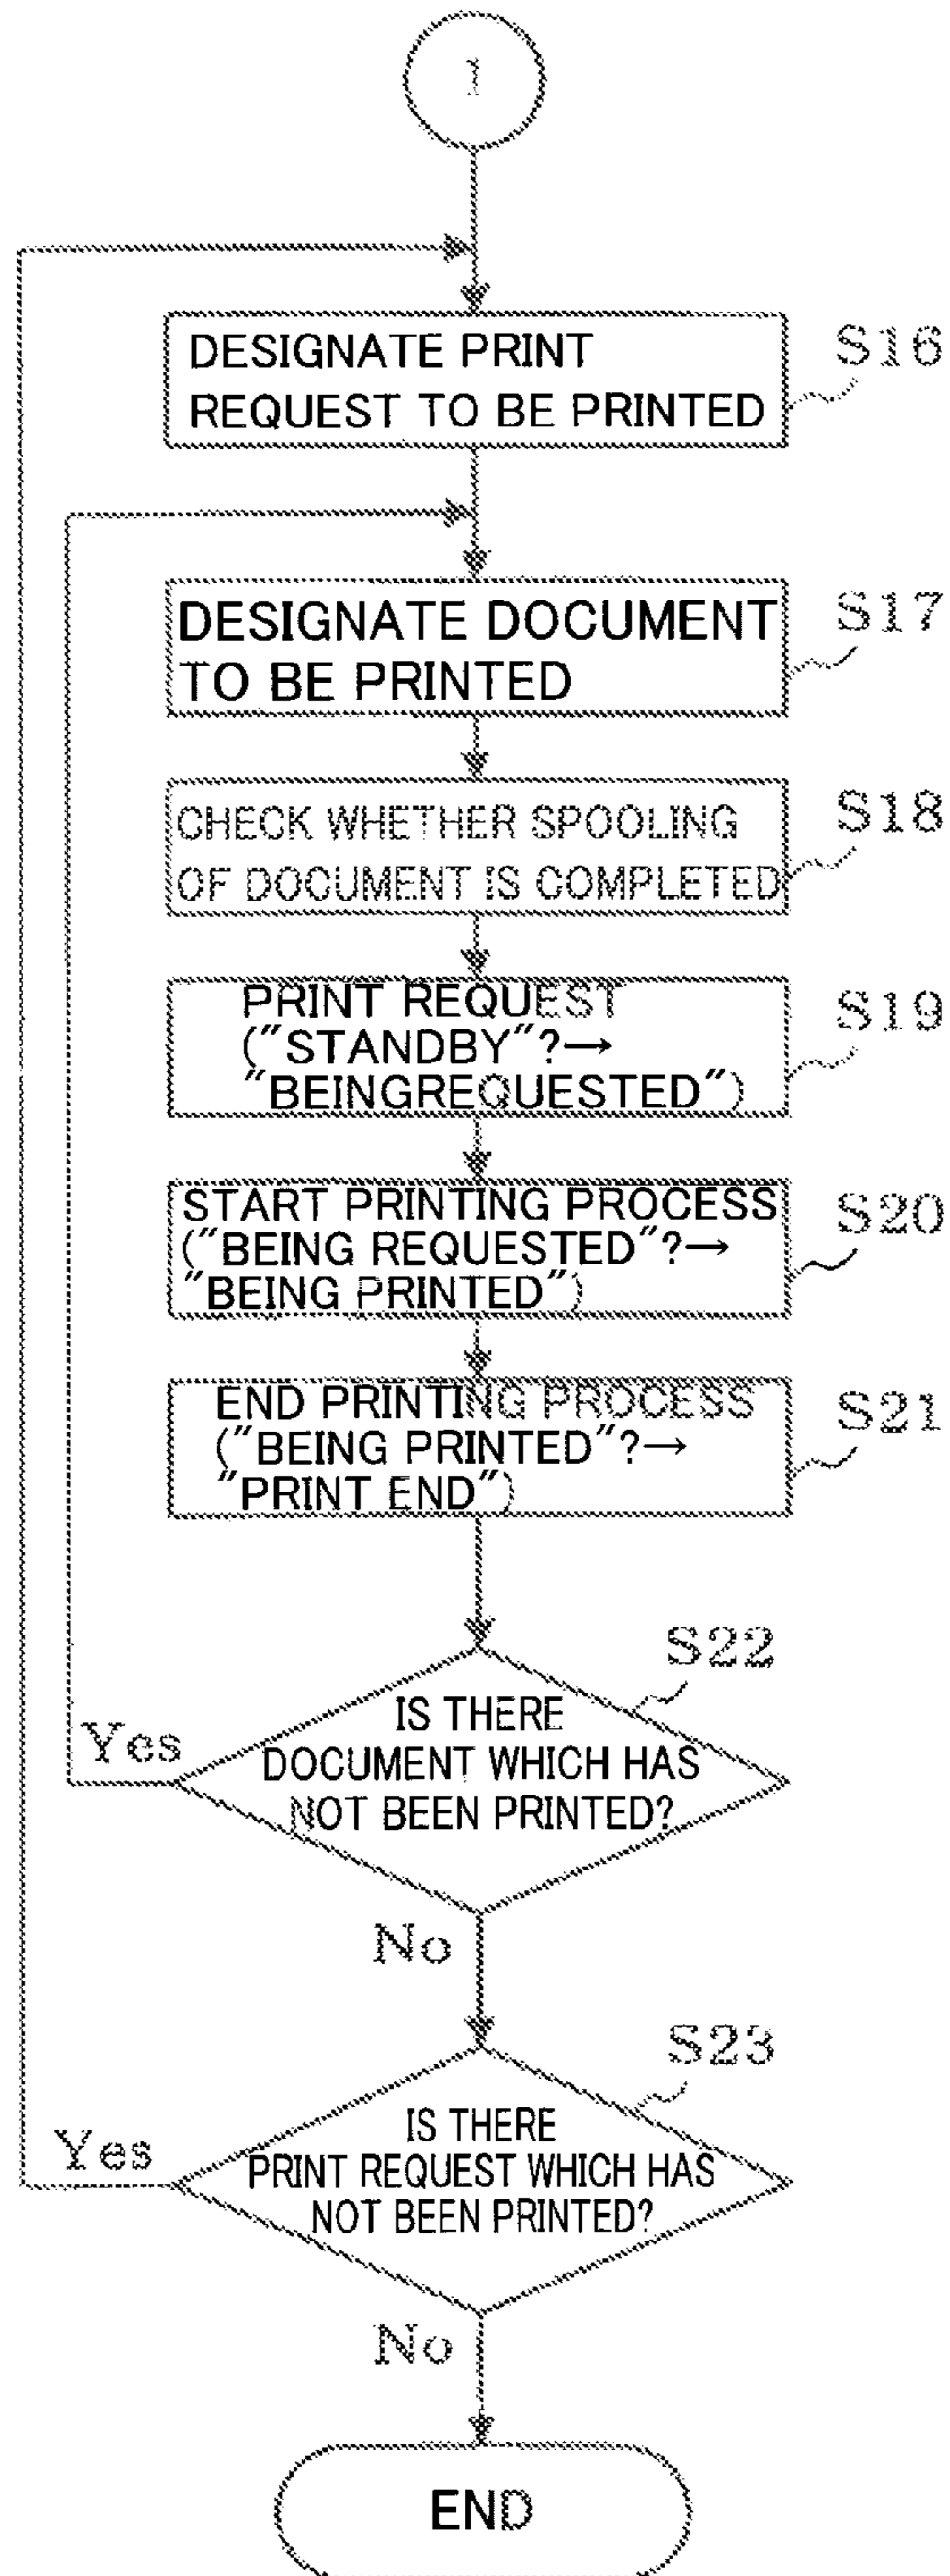 1
DESIGNATE PRINT
REQUEST TO BE PRINTED
S16
DESIGNATE DOCUMENT
TO BE PRINTED
S17
CHECK WHETHER SPOOLING
OF DOCUMENT IS COMPLETED
S18
PRINT REQUEST
("STANDBY"?→
"BEINGREQUESTED")
S19
START PRINTING PROCESS
("BEING REQUESTED"?→
"BEING PRINTED")
S20
END PRINTING PROCESS
("BEING PRINTED"?→
"PRINT END")
S21
S22
IS THERE
DOCUMENT WHICH HAS
NOT BEEN PRINTED?
Yes
No
S23
IS THERE
PRINT REQUEST WHICH HAS
NOT BEEN PRINTED?
Yes
No
END